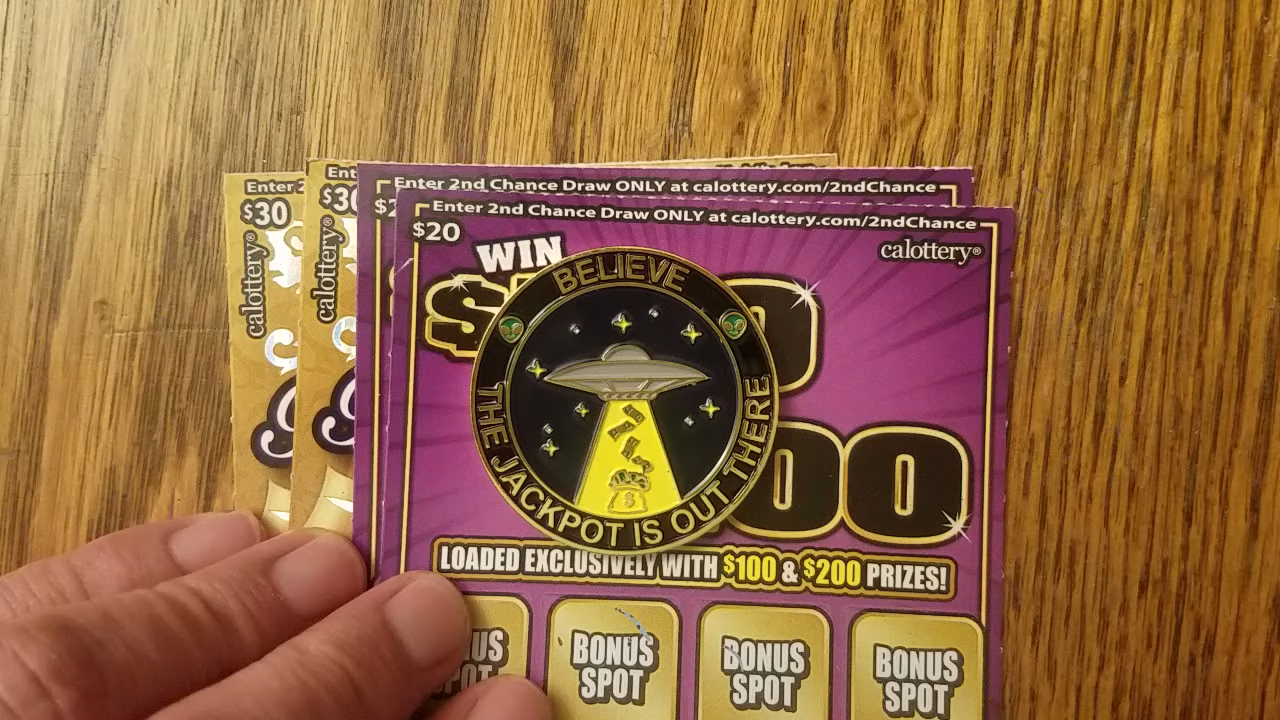 Enter
$30
calottery®
Ent
$30
calottery®
Enter 2nd Chance Draw ONLY at calottery.com/2ndChance
Enter 2nd Chance Draw ONLY at calottery.com/2ndChance
$20
calottery®
WIN
BELIEVE
THE JACKPOT IS OUT THERE
$
LOADED EXCLUSIVELY WITH $100 & $200 PRIZES!
BONUS SPOT
BONUS SPOT
BONUS SPOT